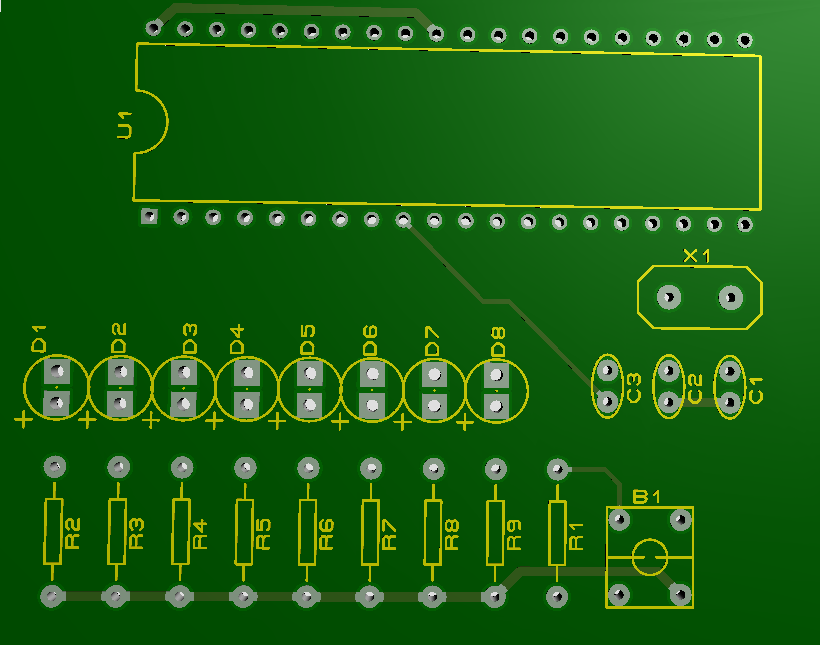 U1
X1
D1 D2 D3 D4 D5 D6 D7 D8
C3 C2 C1
+ + + + + + + +
B1
R2 R3 R4 R5 R6 R7 R8 R9 R1